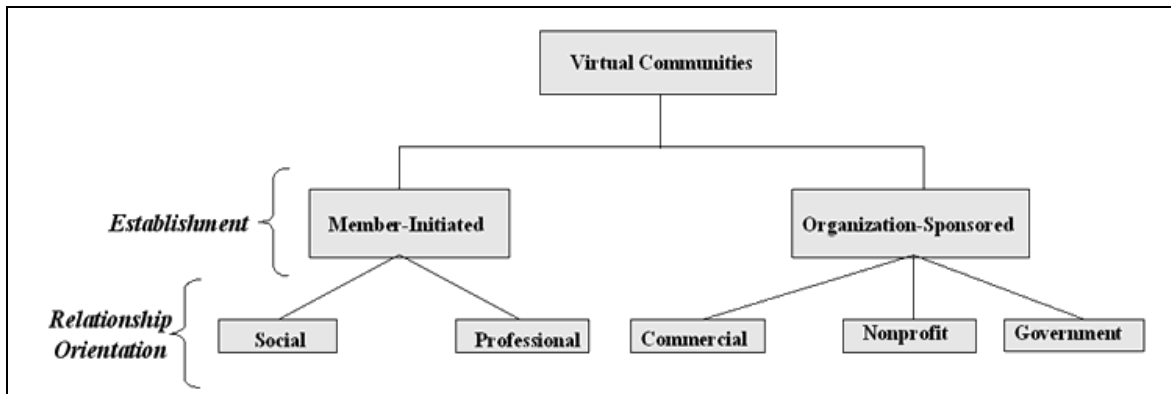 Virtual Communities
Establishment
Member-Initiated
Organization-Sponsored
Relationship
Orientation
Social
Professional
Commercial
Nonprofit
Government